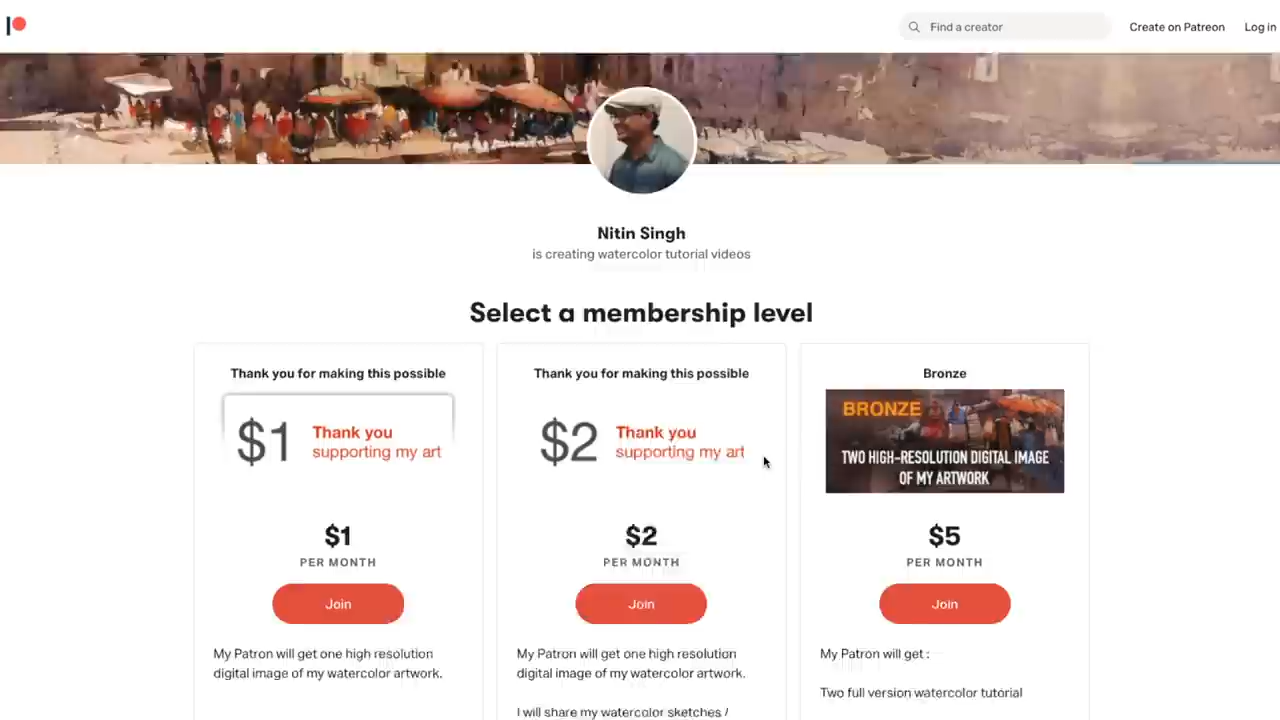 Find a creator
Create on Patreon
Log in
Nitin Singh
is creating watercolor tutorial videos
Select a membership level
Thank you for making this possible
$1
Thank you
supporting my art
$1
PER MONTH
Join
My Patron will get one high resolution
digital image of my watercolor artwork.
Thank you for making this possible
$2
Thank you
supporting my art
$2
PER MONTH
Join
My Patron will get one high resolution
digital image of my watercolor artwork.
I will share my watercolor sketches /
Bronze
BRONZE
TWO HIGH-RESOLUTION DIGITAL IMAGE
OF MY ARTWORK
$5
PER MONTH
Join
My Patron will get :
Two full version watercolor tutorial